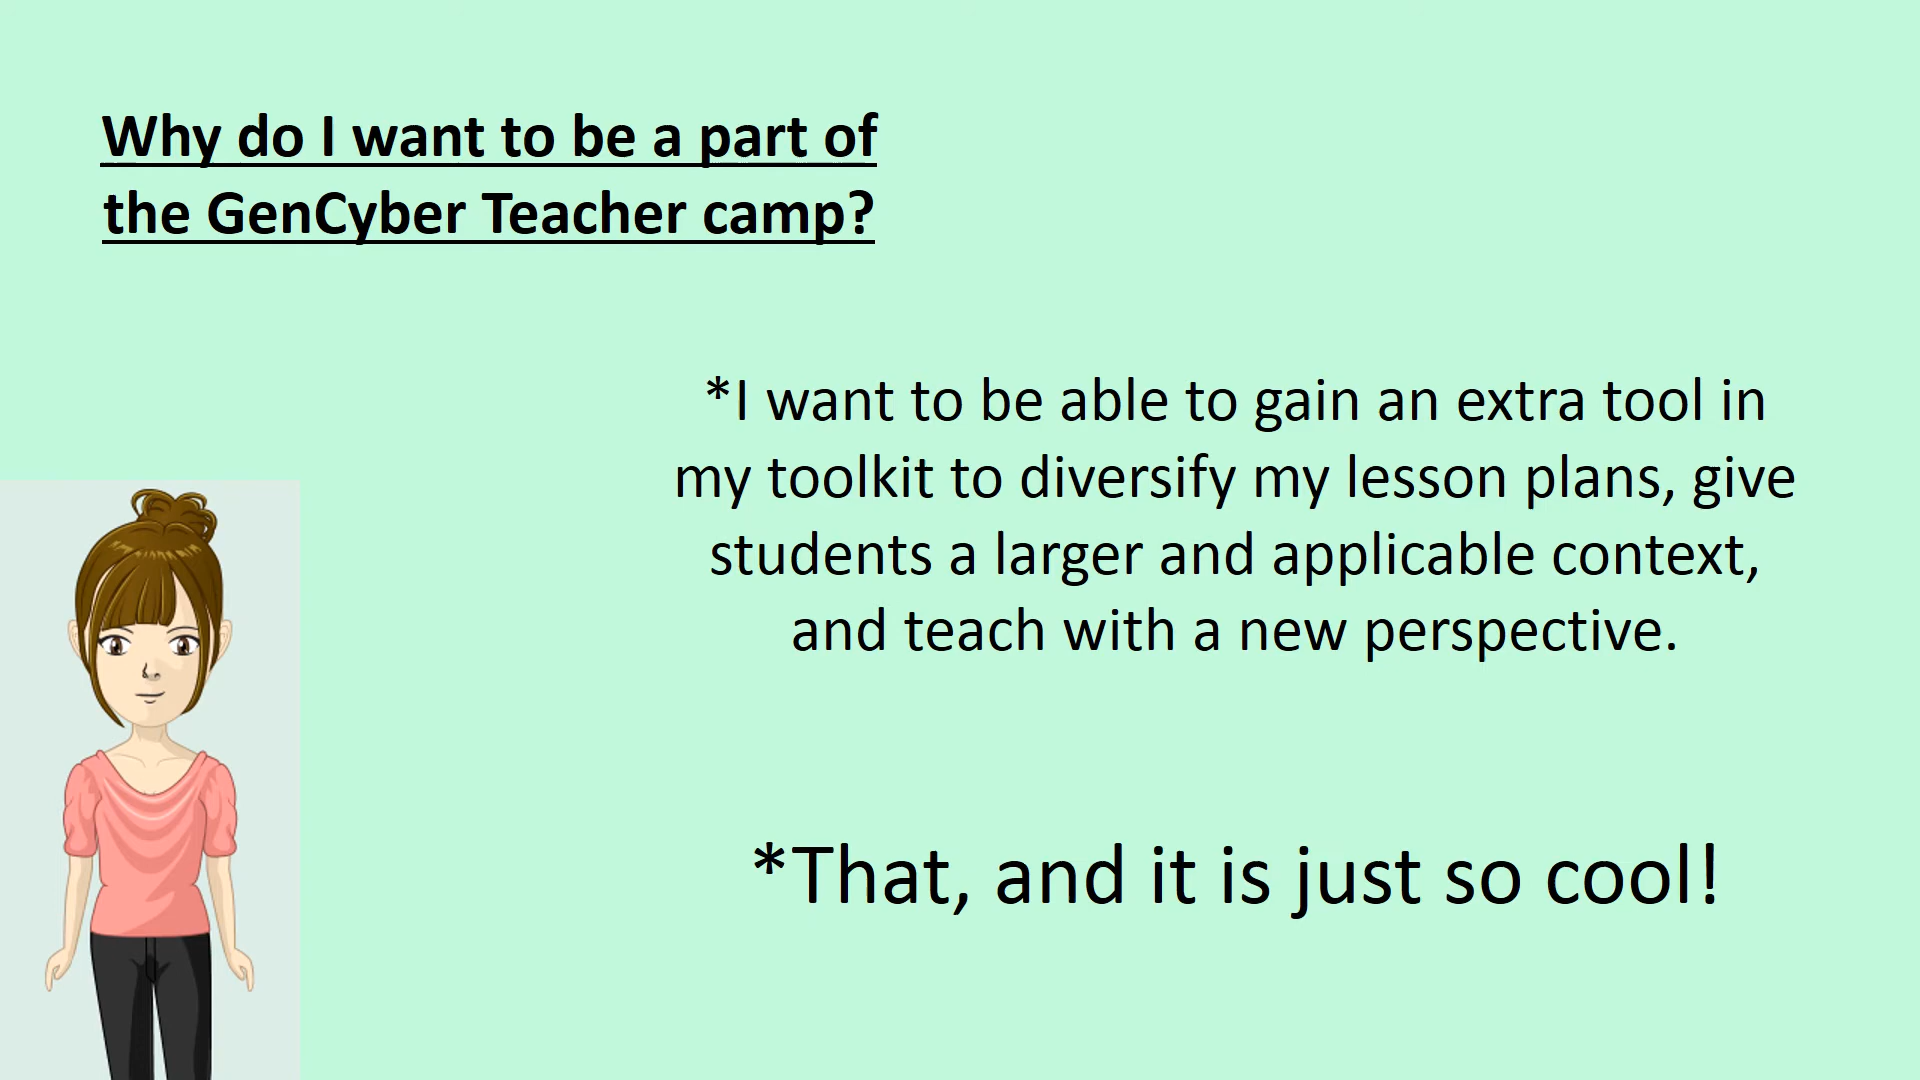 Why do I want to be a part of
the GenCyber Teacher camp?
*I want to be able to gain an extra tool in
my toolkit to diversify my lesson plans, give
students a larger and applicable context,
and teach with a new perspective.
*That, and it is just so cool!